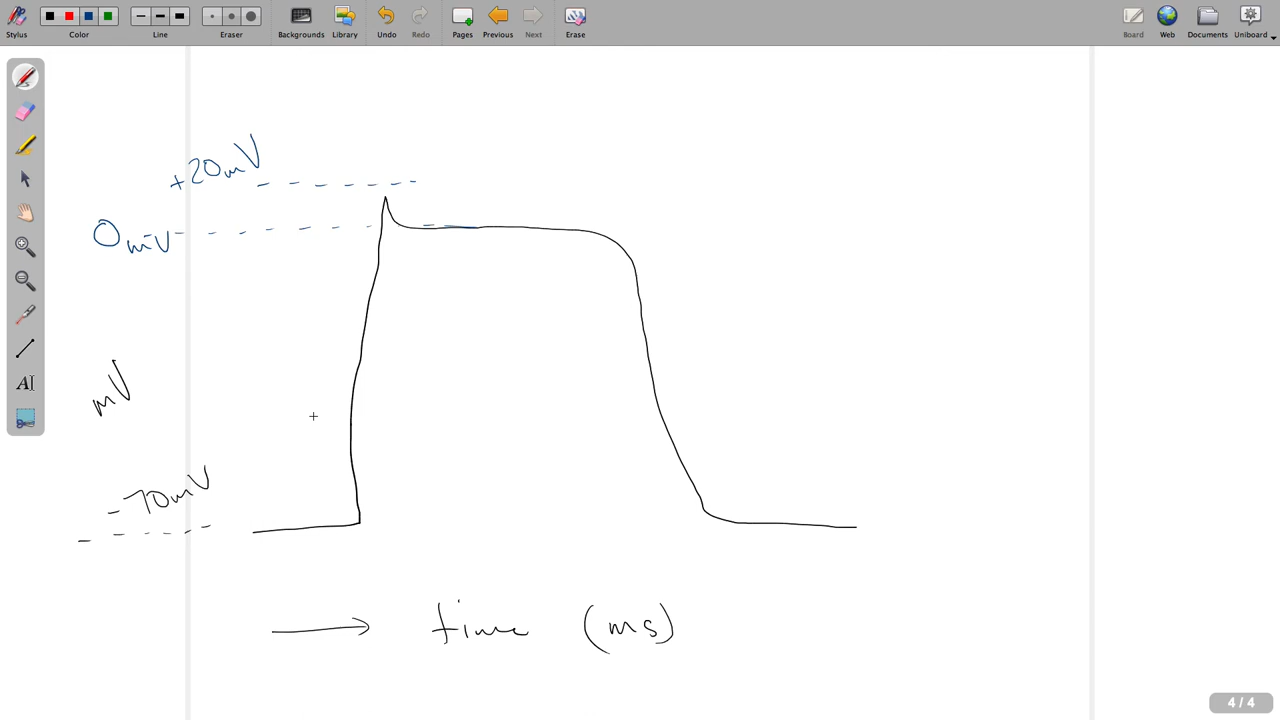 Stylus Color Line Eraser Backgrounds Library Undo Redo Pages Previous Next Erase Board Web Documents Uniboard
+20mV
0mV
mV
-70mV
time (ms)
AI
4 / 4